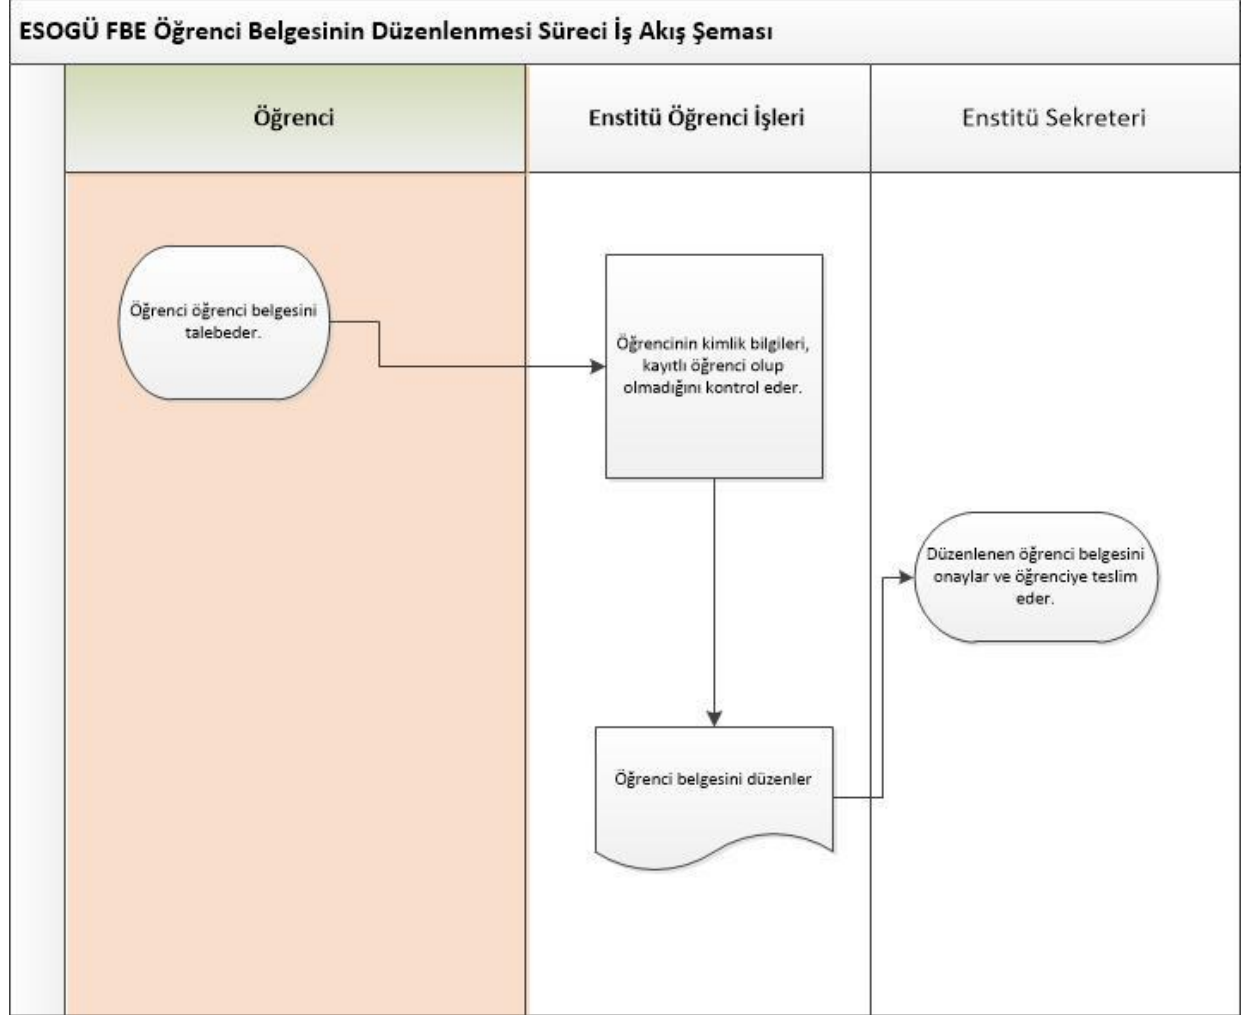 ESOGÜ FBE Öğrenci Belgesinin Düzenlenmesi Süreci İş Akış Şeması
Öğrenci
Enstitü Öğrenci İşleri
Enstitü Sekreteri
Öğrenci öğrenci belgesini
talebeder.
Öğrencinin kimlik bilgileri,
kayıtlı öğrenci olup
olmadığını kontrol eder.
Düzenlenen öğrenci belgesini
onaylar ve öğrenciye teslim
eder.
Öğrenci belgesini düzenler